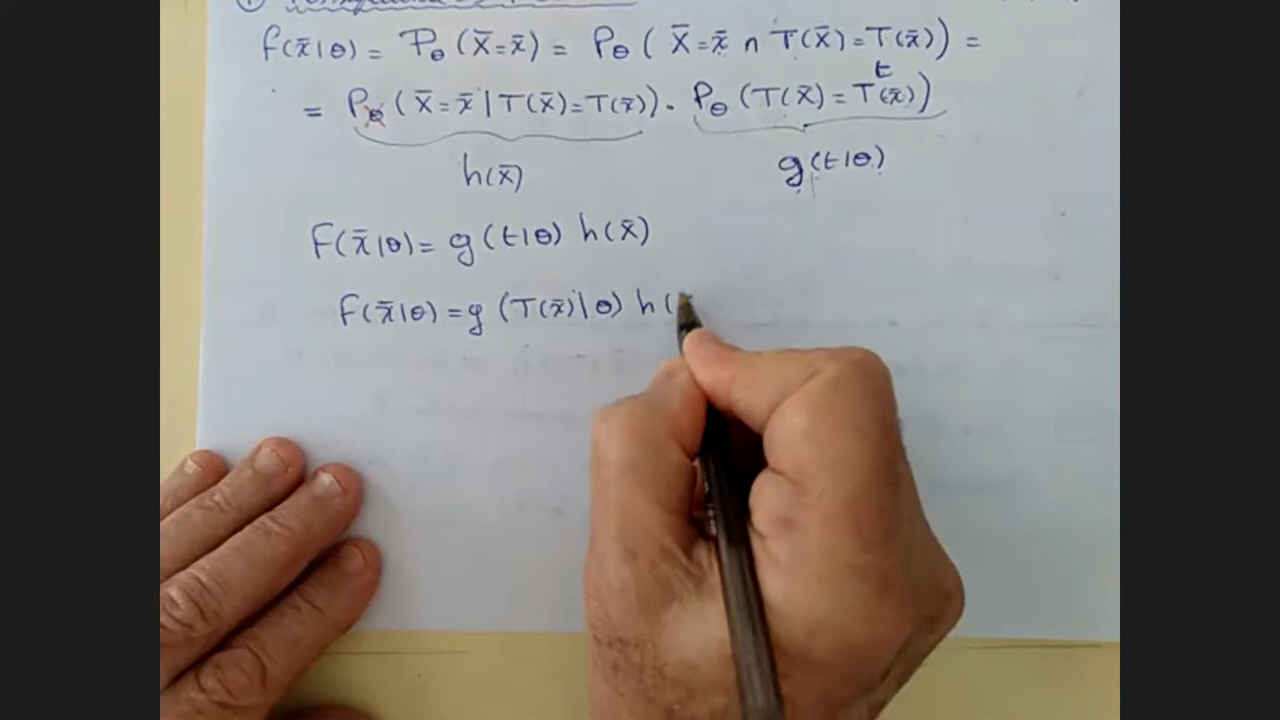 f(x̄|θ) = P_θ(X̄=x̄) = P_θ(X̄=x̄ ∩ T(X̄)=T(x̄)) =
t
= P_θ(X̄=x̄|T(X̄)=T(x̄)) · P_θ(T(X̄)=T(x̄))
h(x̄) g(t|θ)
F(x̄|θ) = g(t|θ) h(x̄)
F(x̄|θ) = g(T(x̄)|θ) h(